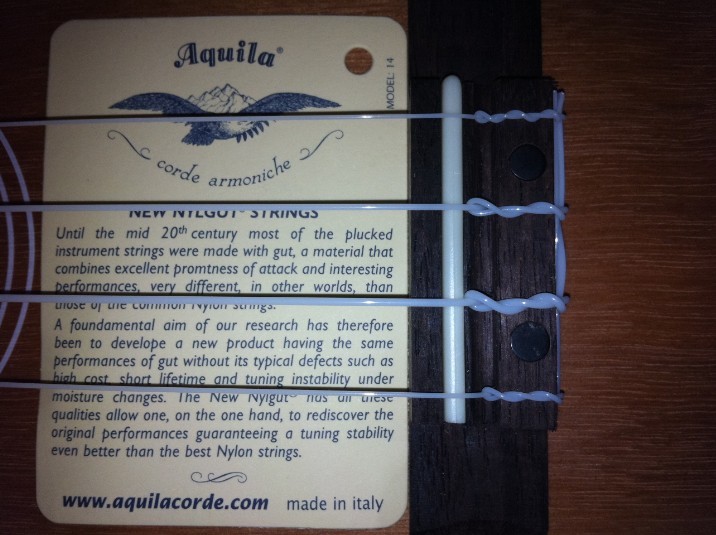 Aquila®
MODEL: 14
corde armoniche
NEW NYLGUT® STRINGS
Until the mid 20th century most of the plucked
instrument strings were made with gut, a material that
combines excellent promtness of attack and interesting
performances, very different, in other worlds, than
those of the common Nylon strings.
A foundamental aim of our research has therefore
been to develope a new product having the same
performances of gut without its typical defects such as
high cost, short lifetime and tuning instability under
moisture changes. The New Nylgut® has all these
qualities allow one, on the one hand, to rediscover the
original performances guaranteeing a tuning stability
even better than the best Nylon strings.
www.aquilacorde.com made in italy